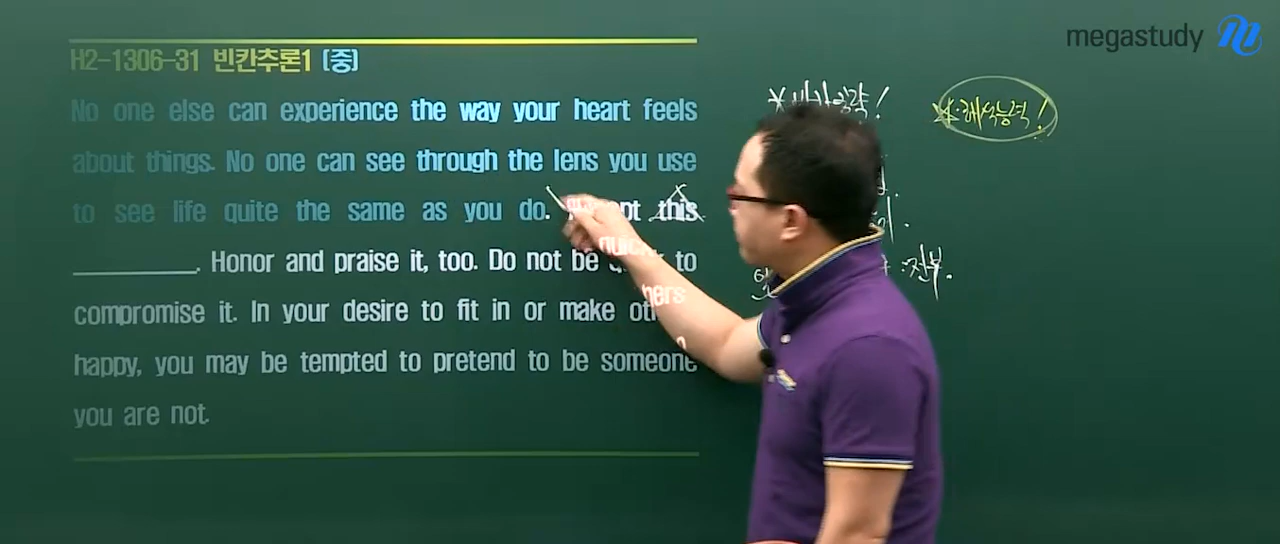 megastudy
H2-1306-31 빈칸추론1 (중)
No one else can experience the way your heart feels
about things. No one can see through the lens you use
to see life quite the same as you do. this
________. Honor and praise it, too. Do not be to
compromise it. In your desire to fit in or make
happy, you may be tempted to pretend to be someone
you are not.
해석능력!
전부.